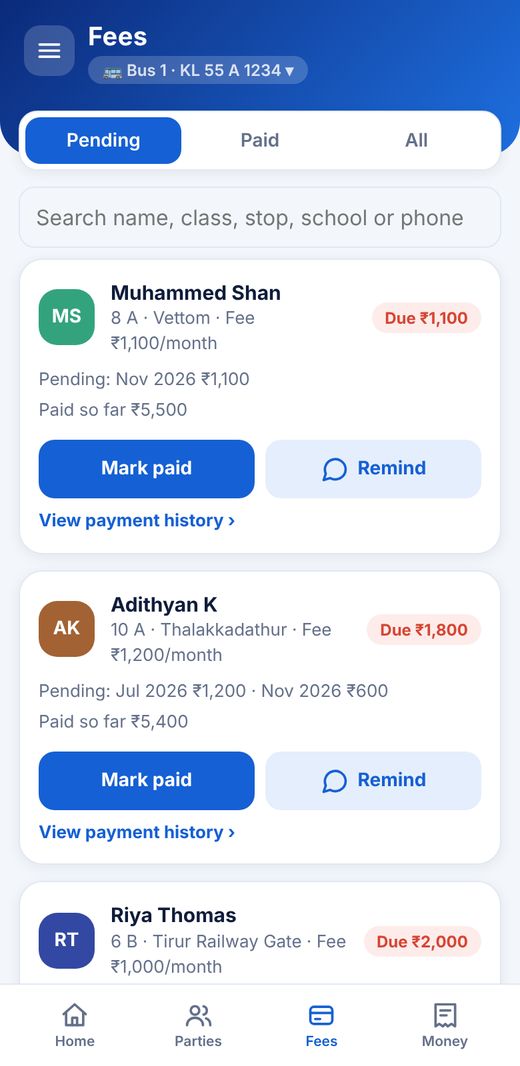 Fees
🚌 Bus 1 · KL 55 A 1234 ▾
Pending
Paid
All
Search name, class, stop, school or phone
MS
Muhammed Shan
8 A · Vettom · Fee
₹1,100/month
Due ₹1,100
Pending: Nov 2026 ₹1,100
Paid so far ₹5,500
Mark paid
Remind
View payment history ›
AK
Adithyan K
10 A · Thalakkadathur · Fee
₹1,200/month
Due ₹1,800
Pending: Jul 2026 ₹1,200 · Nov 2026 ₹600
Paid so far ₹5,400
Mark paid
Remind
View payment history ›
RT
Riya Thomas
6 B · Tirur Railway Gate · Fee
₹1,000/month
Due ₹2,000
Home
Parties
Fees
Money